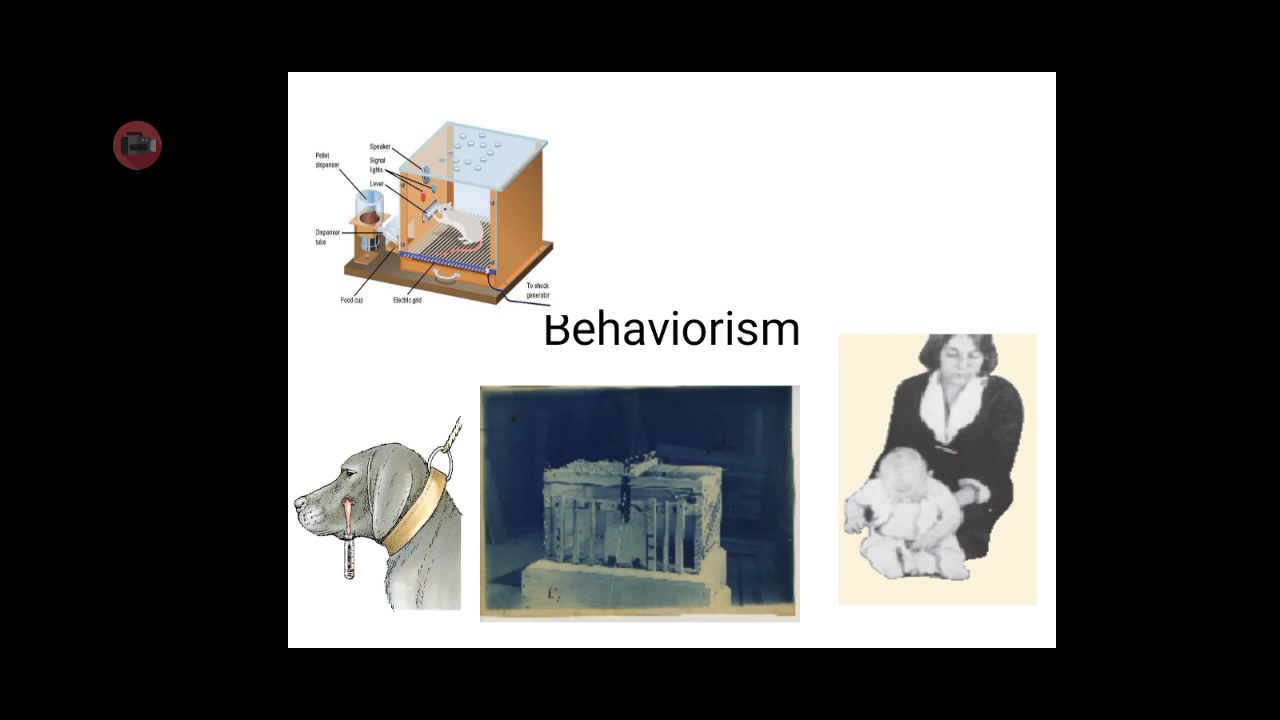 Speaker
Pellet
dispenser
Signal
lights
Lever
Dispenser
tube
To shock
generator
Food cup
Electric grid
Behaviorism